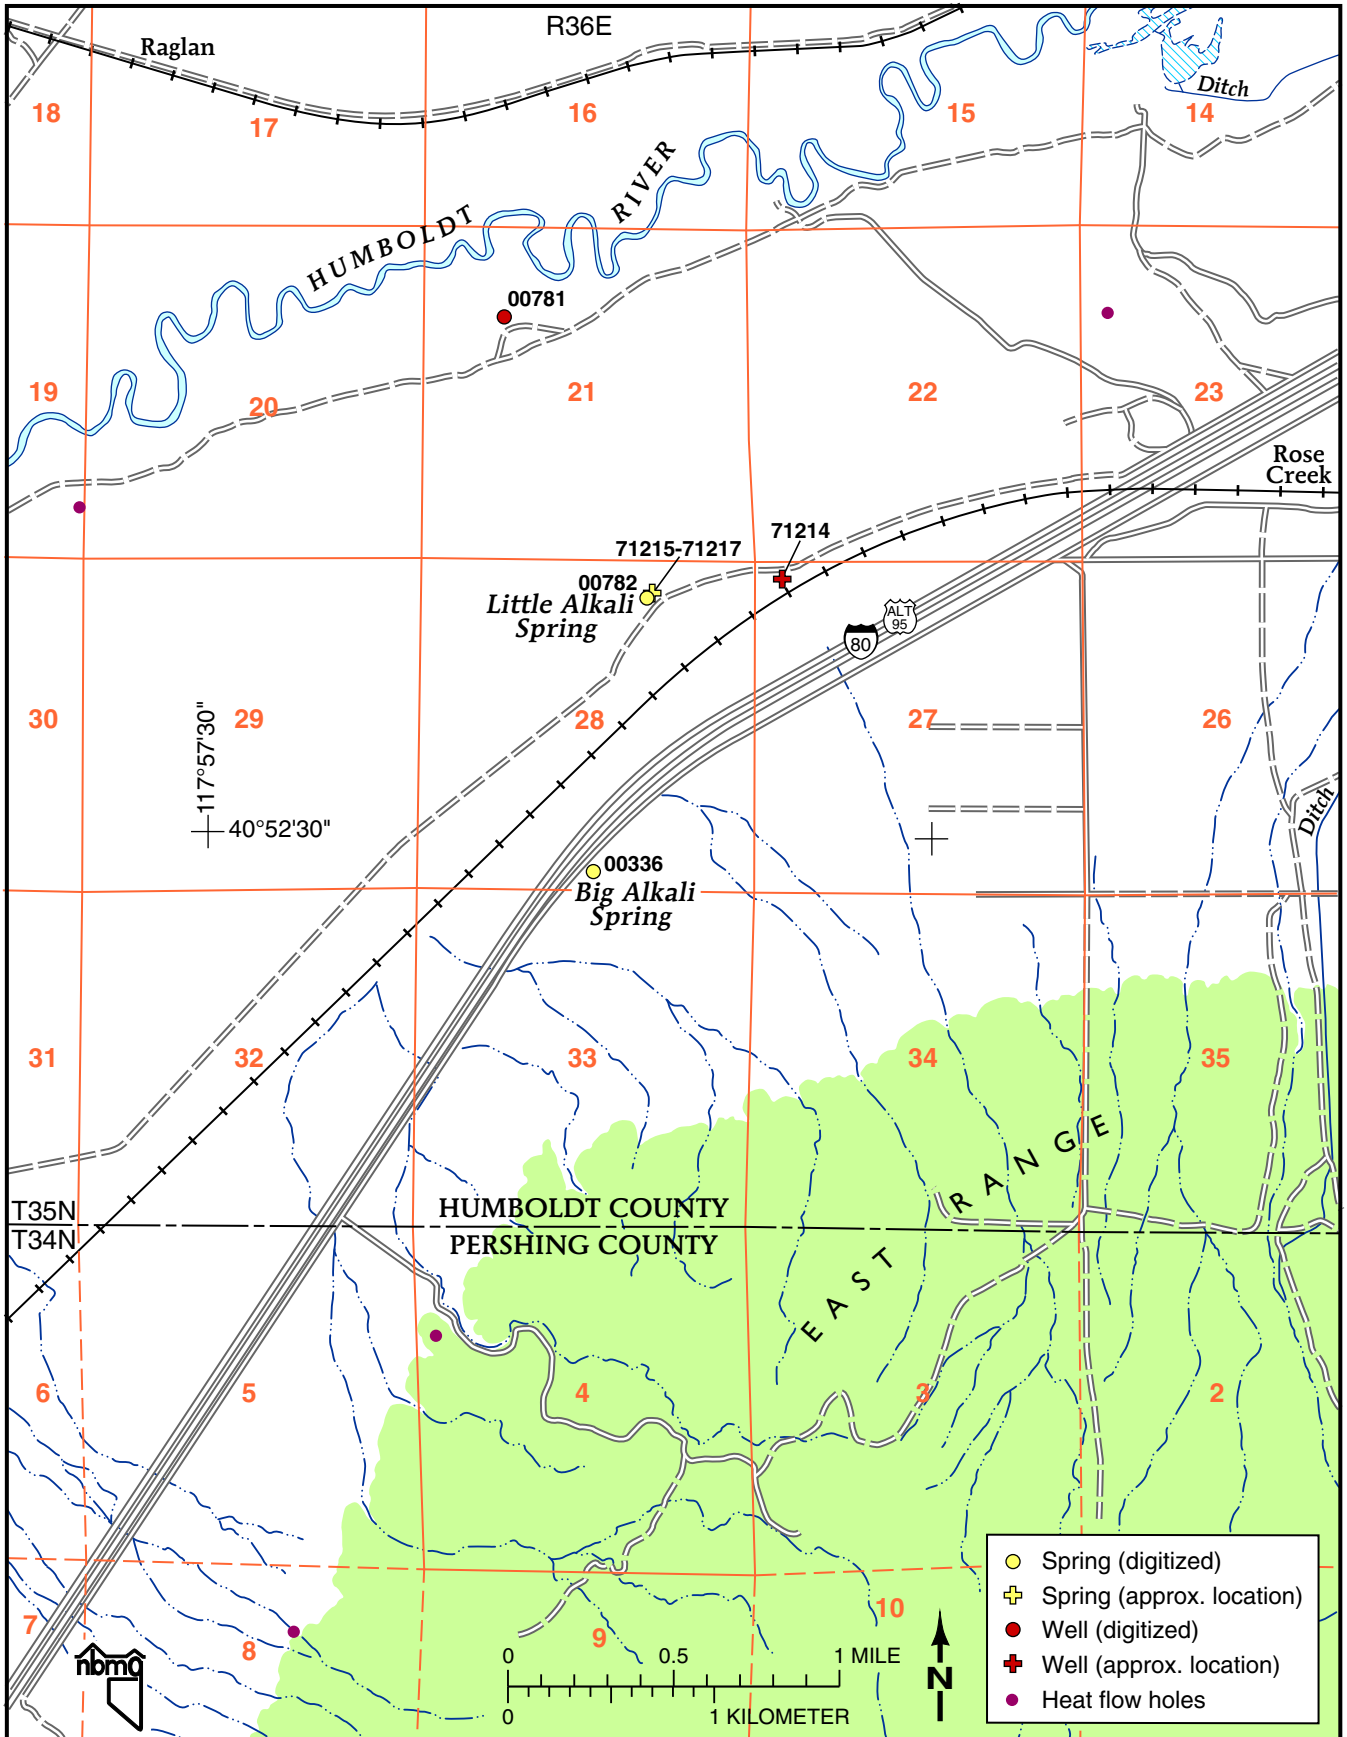 R36E
Raglan
Ditch
18
17
16
15
14
HUMBOLDT RIVER
00781
19
20
21
22
23
Rose
Creek
71214
71215-71217
00782
Little Alkali
Spring
ALT
95
80
30
29
28
27
26
117°57'30"
40°52'30"
Ditch
00336
Big Alkali
Spring
31
32
33
34
35
EAST RANGE
T35N
T34N
HUMBOLDT COUNTY
PERSHING COUNTY
6
5
4
3
2
7
8
9
10
nbmg
0 0.5 1 MILE
0 1 KILOMETER
N
Spring (digitized)
Spring (approx. location)
Well (digitized)
Well (approx. location)
Heat flow holes